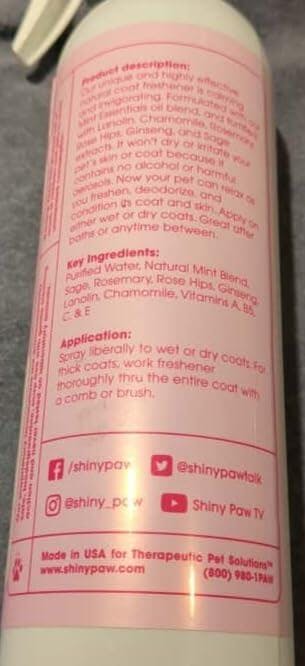 Product description:
Our unique and highly effective
natural coat freshener is calming
and invigorating. Formulated with our
Mint Essentials oil blend, and fortified
with Lanolin, Chamomile, Rosemary
Rose Hips, Ginseng, and Sage
extracts. It won't dry or irritate your
pet's skin or coat because it
contains no alcohol or harmful
aerosols. Now your pet can relax as
you freshen, deodorize, and
condition its coat and skin. Apply on
either wet or dry coats. Great after
baths or anytime between.
Key Ingredients:
Purified Water, Natural Mint Blend,
Sage, Rosemary, Rose Hips, Ginseng,
Lanolin, Chamomile, Vitamins A, B5,
C, & E
Application:
Spray liberally to wet or dry coats. For
thick coats, work freshener
thoroughly thru the entire coat with
a comb or brush.
/shinypaw
@shinypawtalk
@shiny_paw
Shiny Paw TV
Made in USA for Therapeutic Pet Solutions™
www.shinypaw.com (800) 980-1PAW